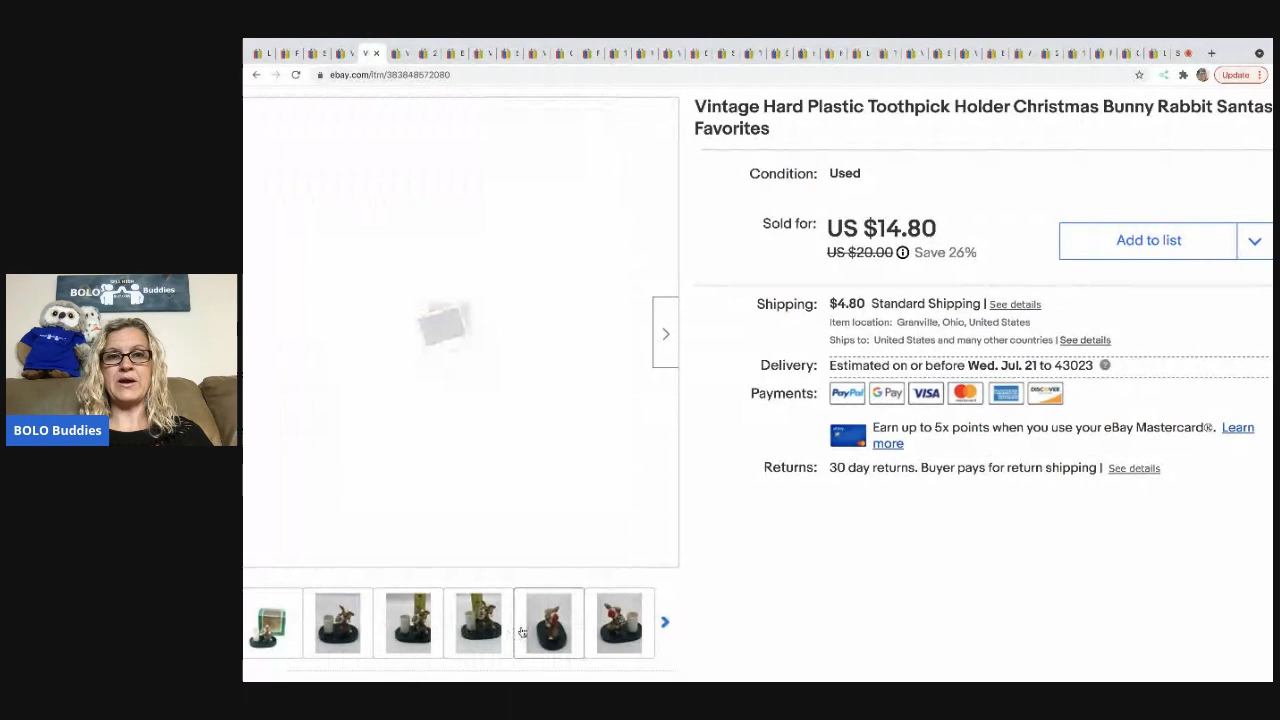 ebay.com/itm/383848572080
Update
Vintage Hard Plastic Toothpick Holder Christmas Bunny Rabbit Santas
Favorites
Condition: Used
Sold for: US $14.80
US $20.00 Save 26%
Add to list
Shipping: $4.80 Standard Shipping | See details
Item location: Granville, Ohio, United States
Ships to: United States and many other countries | See details
Delivery: Estimated on or before Wed. Jul. 21 to 43023
Payments: PayPal G Pay VISA DISCOVER
Earn up to 5x points when you use your eBay Mastercard®. Learn
more
Returns: 30 day returns. Buyer pays for return shipping | See details
BOLO Buddies
BOLO Buddies